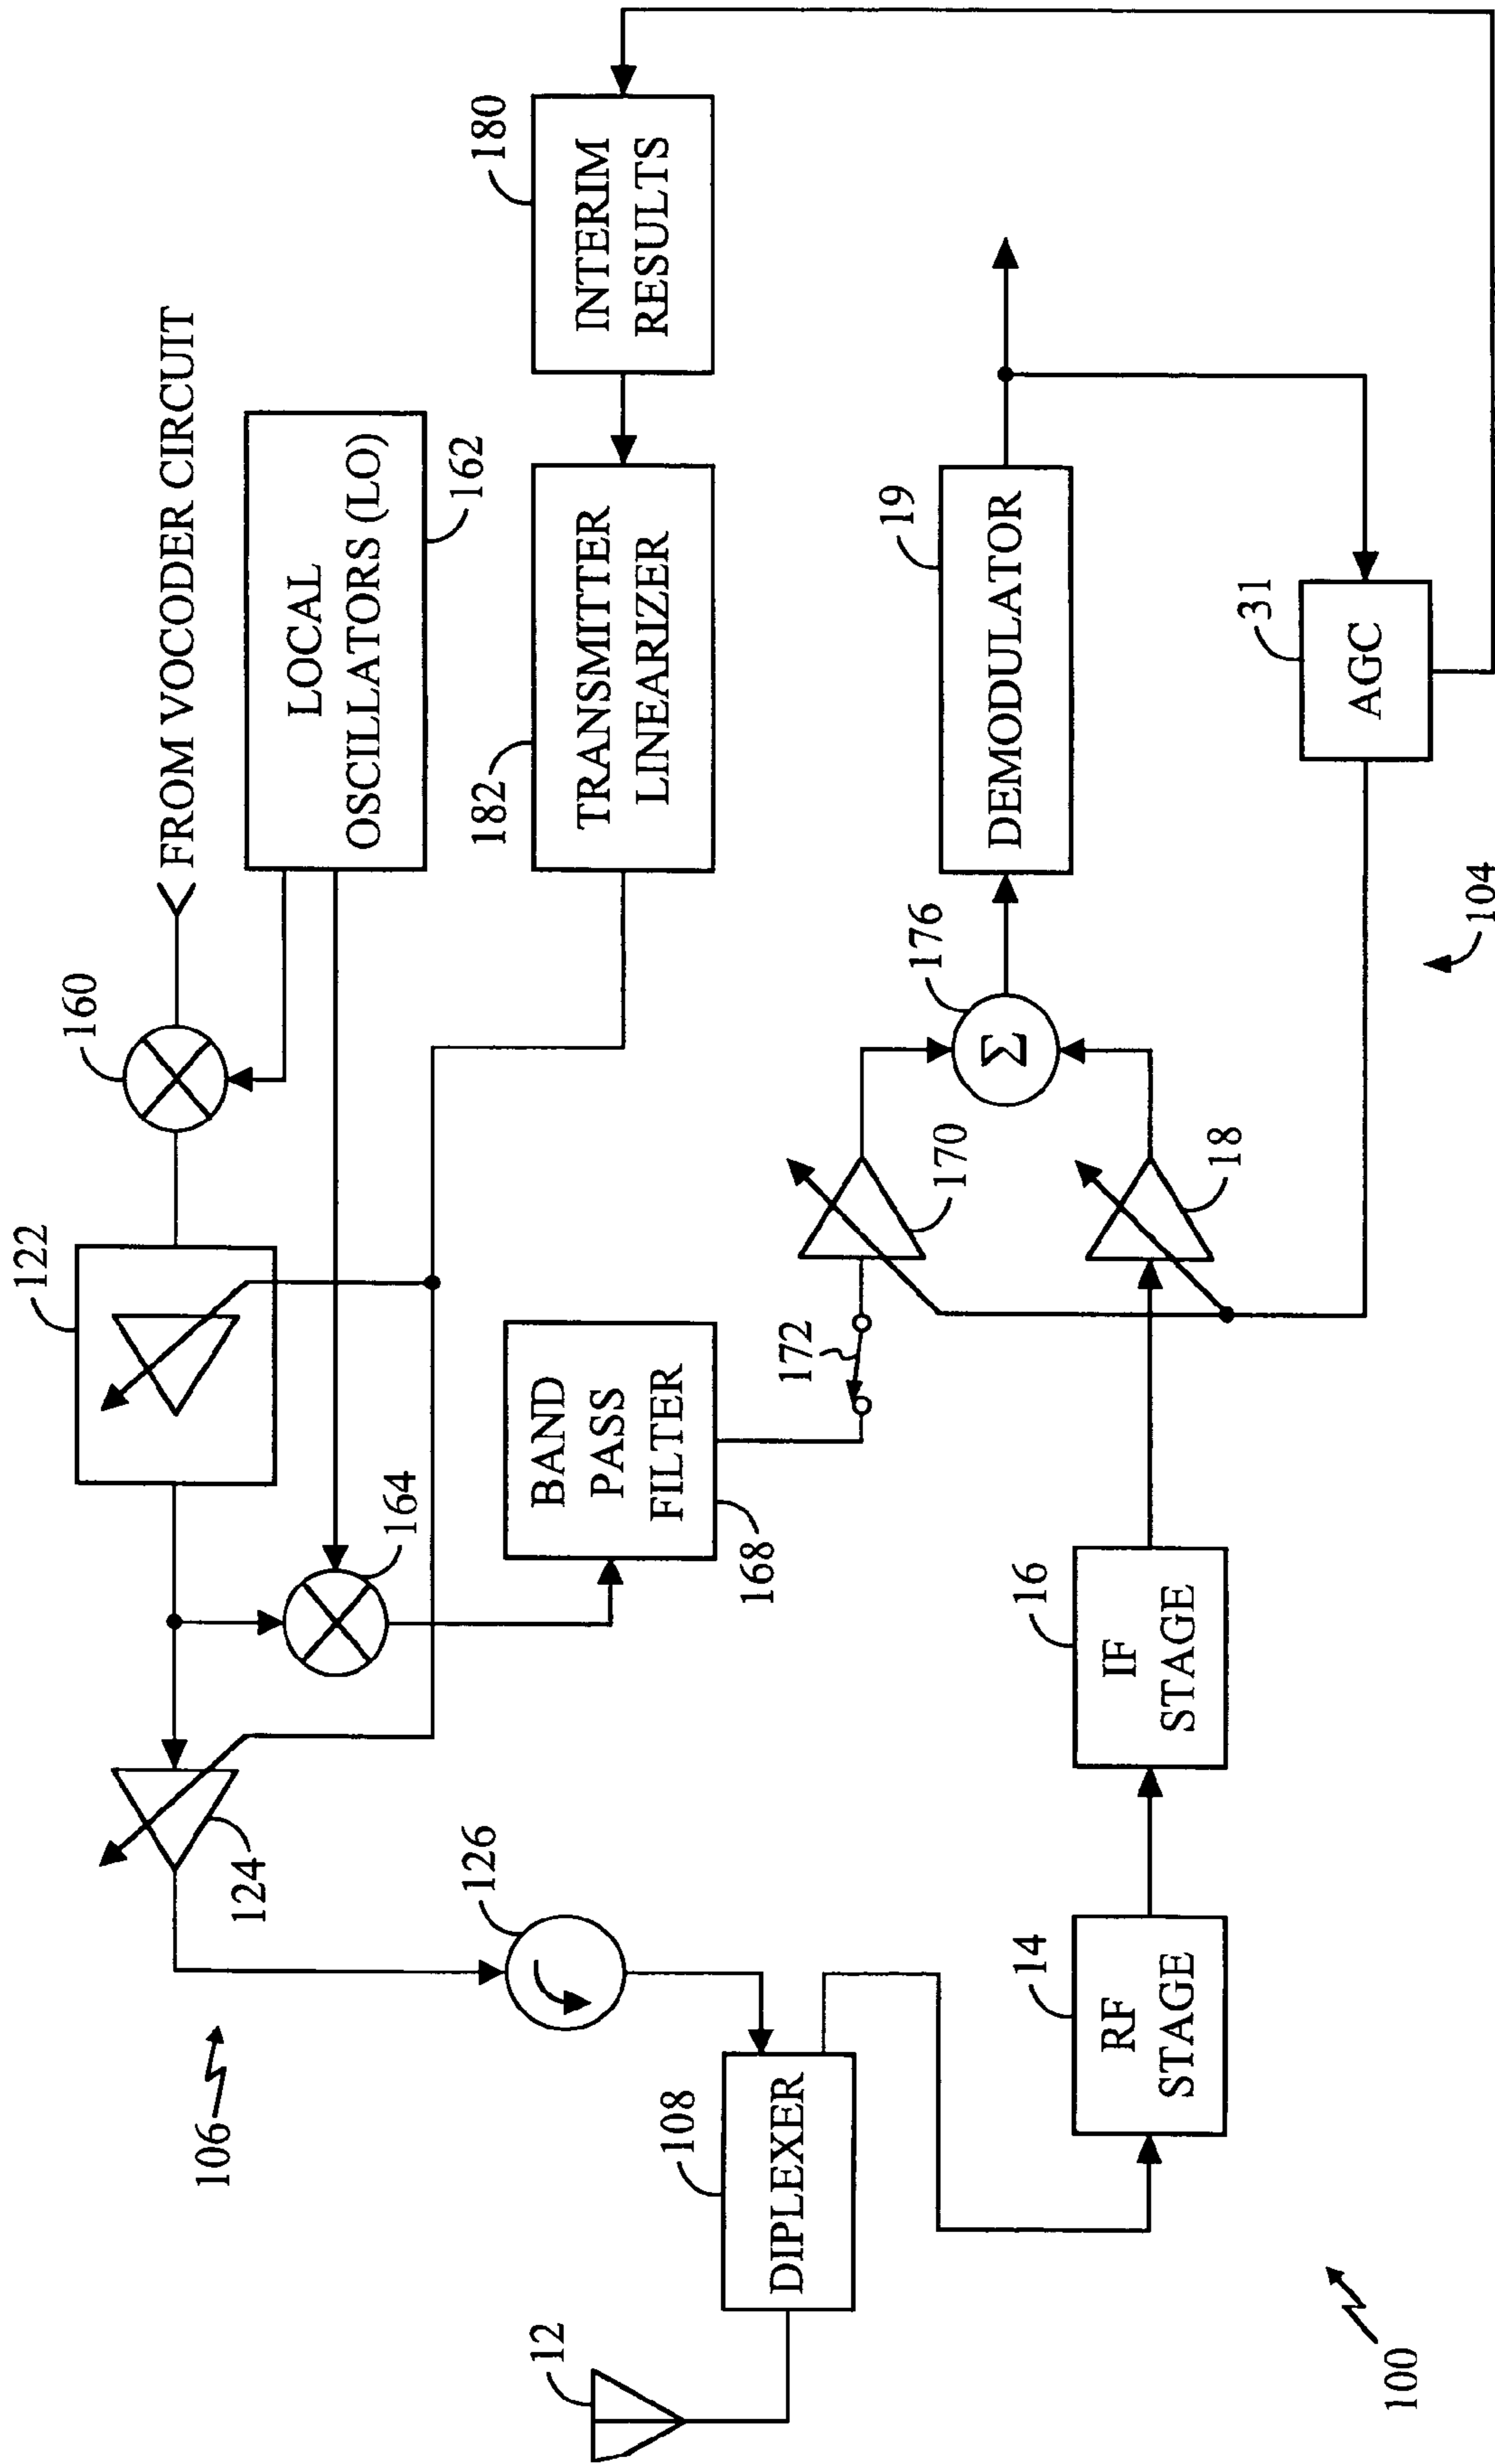 FROM VOCODER CIRCUIT
160
122
LOCAL
OSCILLATORS (LO)
162
164
124
106
126
180
INTERIM
RESULTS
182
TRANSMITTER
LINEARIZER
BAND
PASS
FILTER
168
172
170
176
Σ
19
DEMODULATOR
108
DIPLEXER
12
14
RF
STAGE
16
IF
STAGE
18
31
AGC
104
100